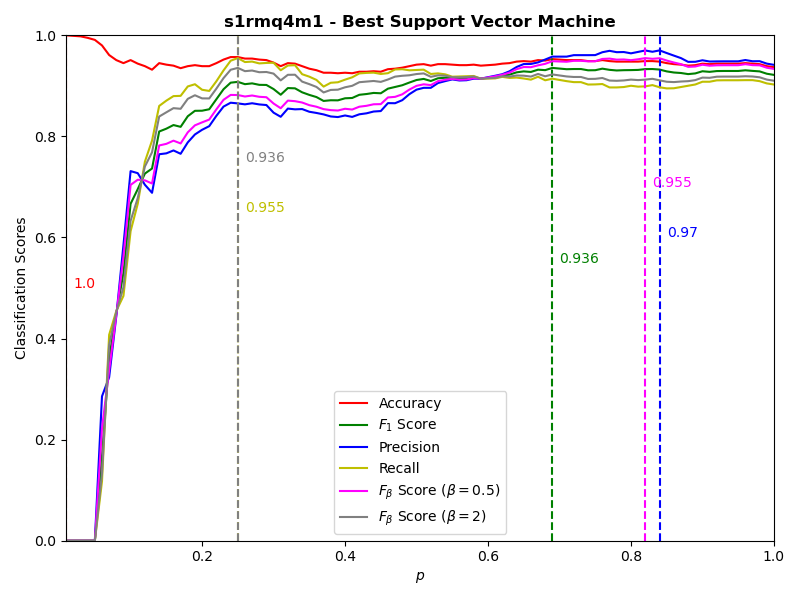 s1rmq4m1 - Best Support Vector Machine
Classification Scores
1.0
0.8
0.6
0.4
0.2
0.0
0.936
0.955
0.955
0.97
0.936
1.0
Accuracy
F₁ Score
Precision
Recall
Fβ Score (β = 0.5)
Fβ Score (β = 2)
0.2
0.4
0.6
0.8
1.0
p